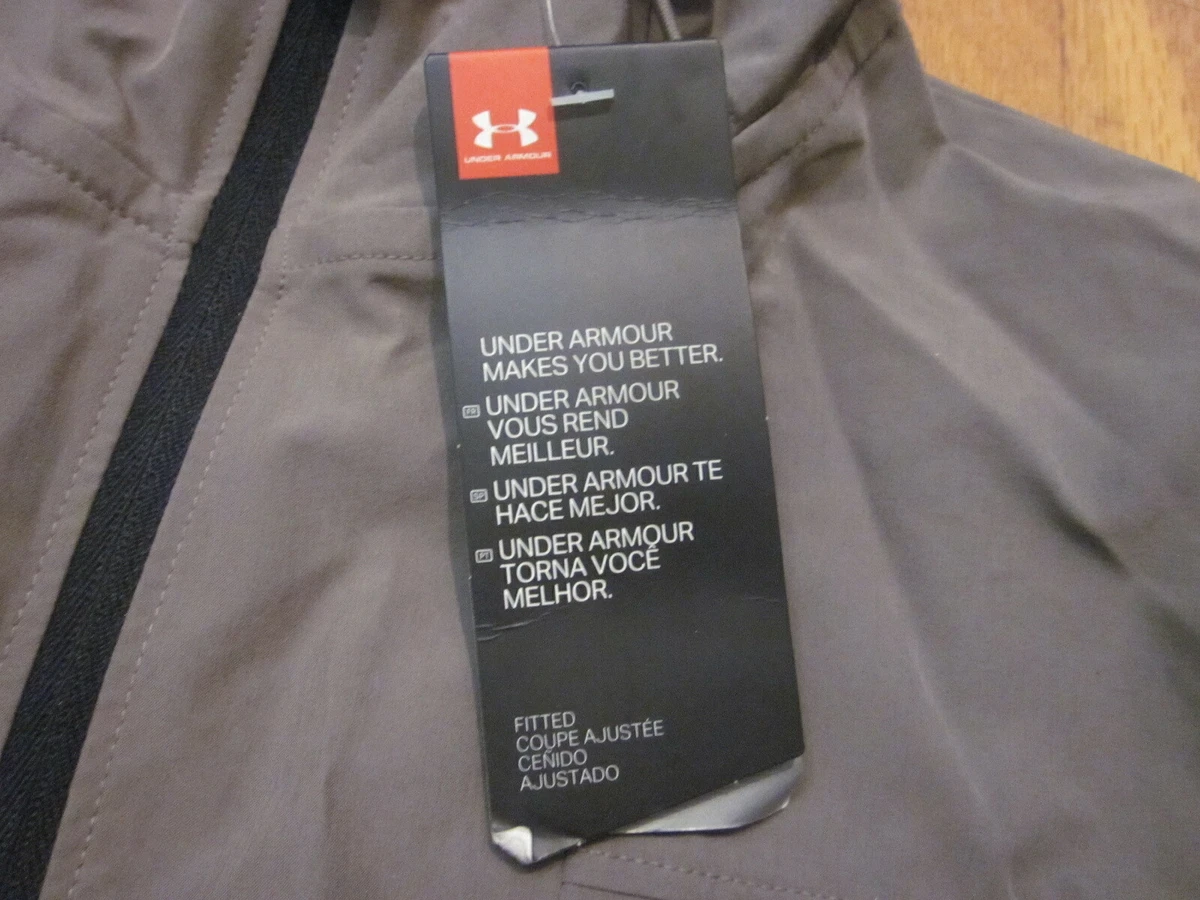 UNDER ARMOUR
UNDER ARMOUR
MAKES YOU BETTER.
FR UNDER ARMOUR
VOUS REND
MEILLEUR.
SP UNDER ARMOUR TE
HACE MEJOR.
PT UNDER ARMOUR
TORNA VOCÊ
MELHOR.
FITTED
COUPE AJUSTÉE
CEÑIDO
AJUSTADO